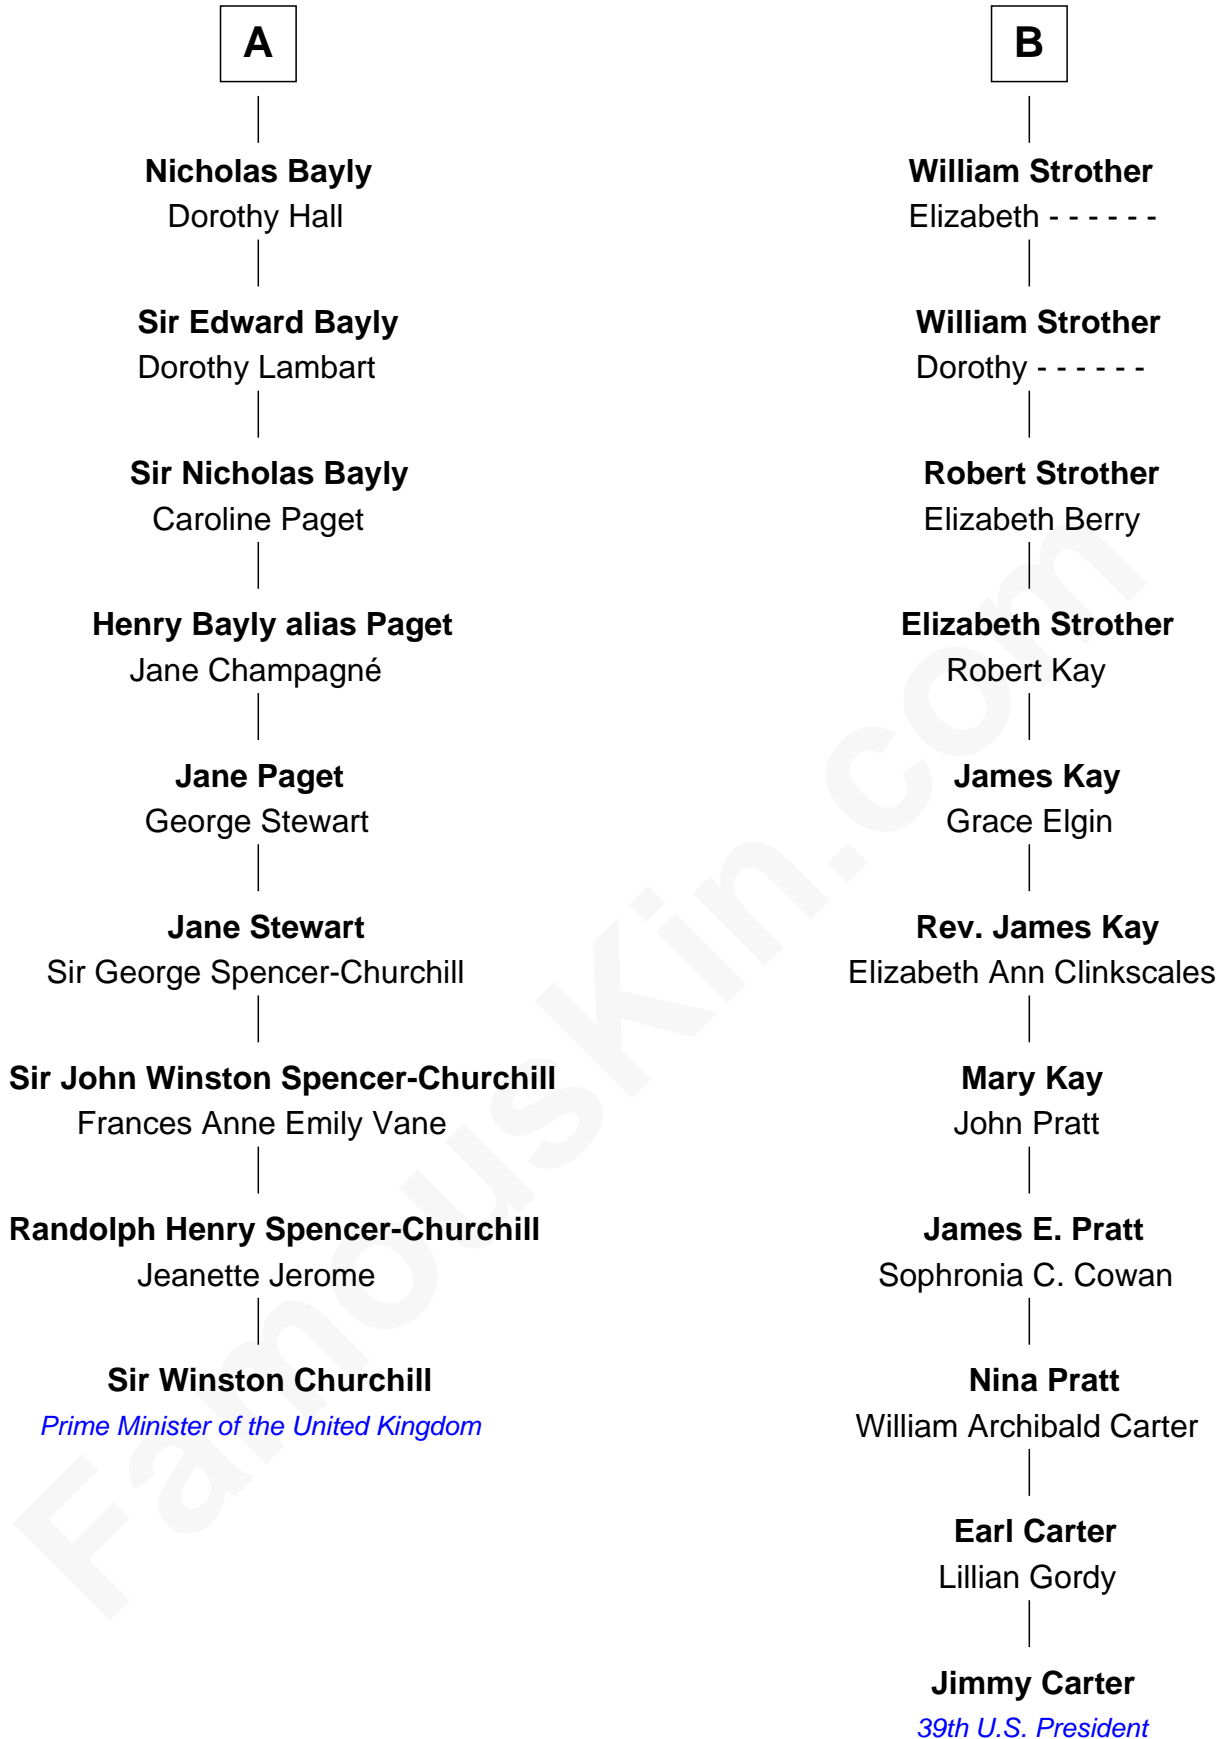 A
Nicholas Bayly
Dorothy Hall
Sir Edward Bayly
Dorothy Lambart
Sir Nicholas Bayly
Caroline Paget
Henry Bayly alias Paget
Jane Champagné
Jane Paget
George Stewart
Jane Stewart
Sir George Spencer-Churchill
Sir John Winston Spencer-Churchill
Frances Anne Emily Vane
Randolph Henry Spencer-Churchill
Jeanette Jerome
Sir Winston Churchill
Prime Minister of the United Kingdom
B
William Strother
Elizabeth - - - - - -
William Strother
Dorothy - - - - - -
Robert Strother
Elizabeth Berry
Elizabeth Strother
Robert Kay
James Kay
Grace Elgin
Rev. James Kay
Elizabeth Ann Clinkscales
Mary Kay
John Pratt
James E. Pratt
Sophronia C. Cowan
Nina Pratt
William Archibald Carter
Earl Carter
Lillian Gordy
Jimmy Carter
39th U.S. President
FamousKin.com